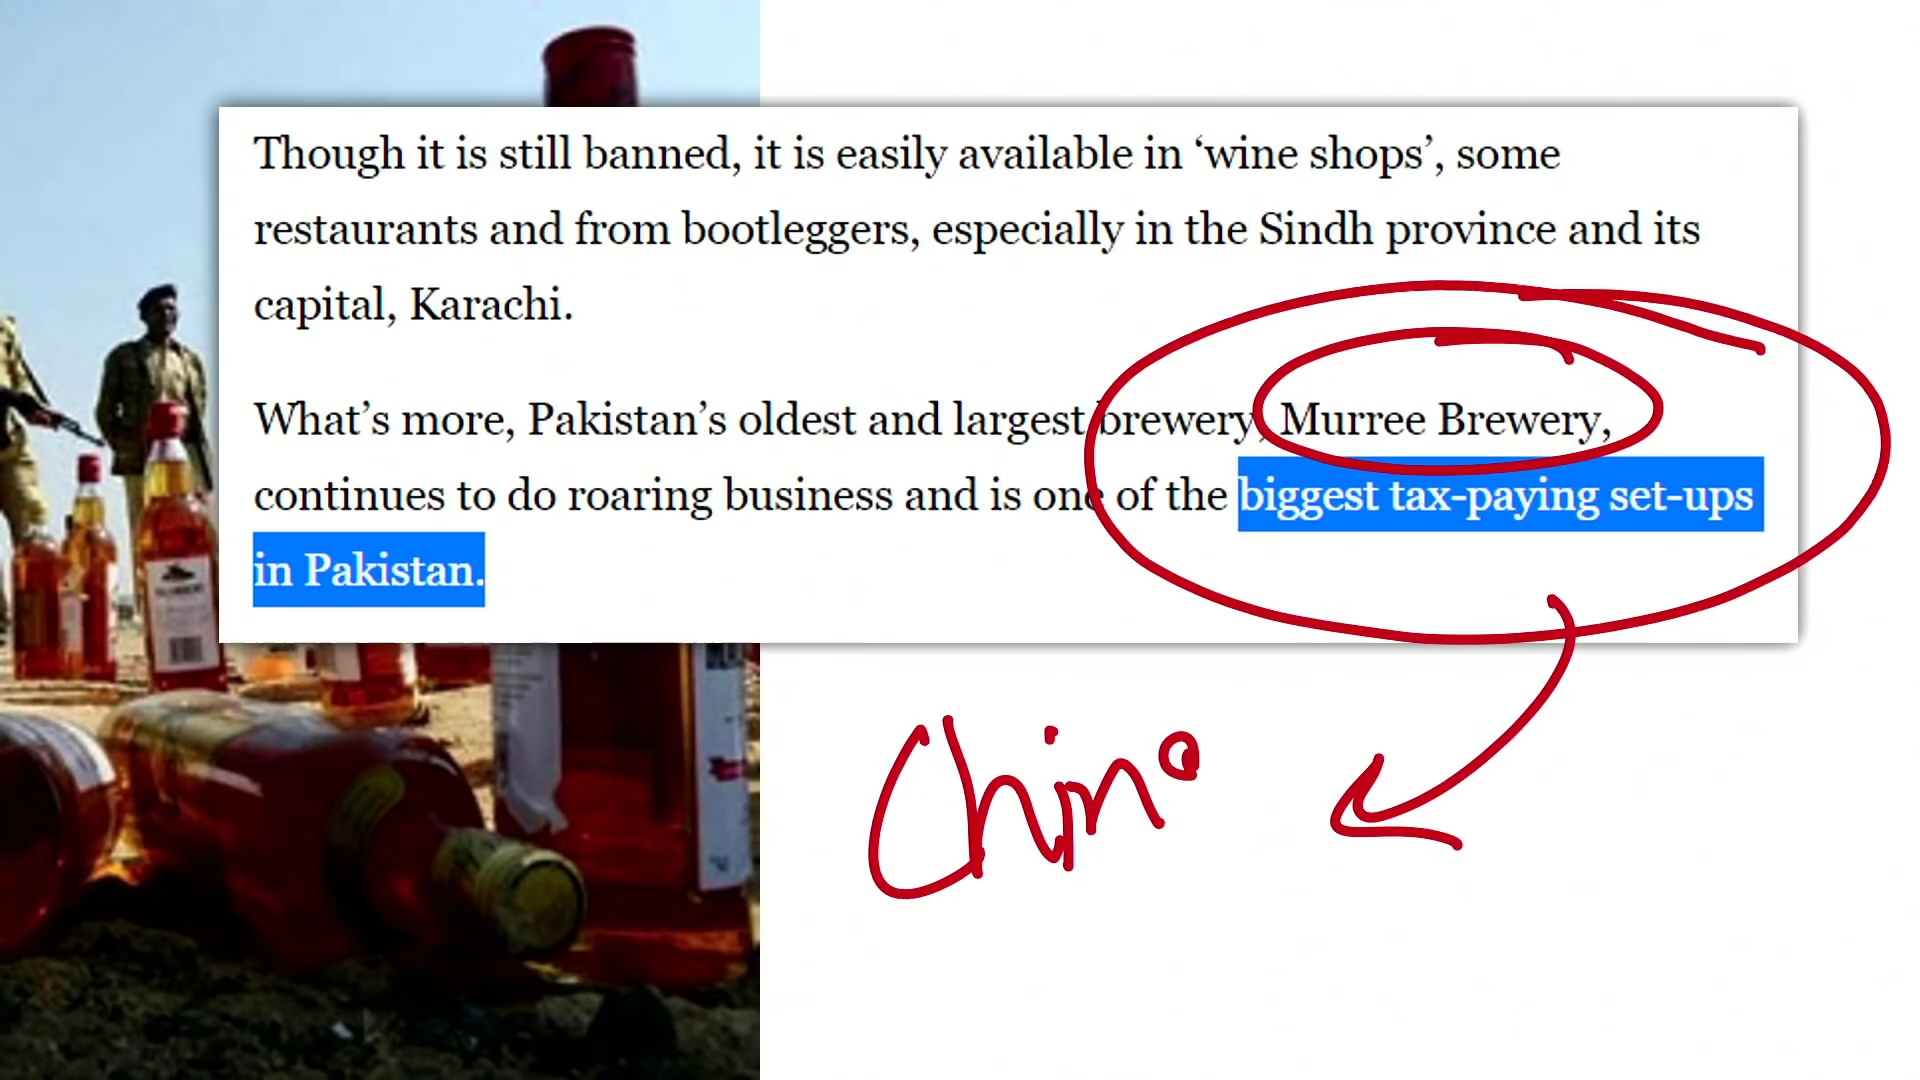 Though it is still banned, it is easily available in ‘wine shops’, some
restaurants and from bootleggers, especially in the Sindh province and its
capital, Karachi.
What’s more, Pakistan’s oldest and largest brewery, Murree Brewery,
continues to do roaring business and is one of the biggest tax-paying set-ups
in Pakistan.
China